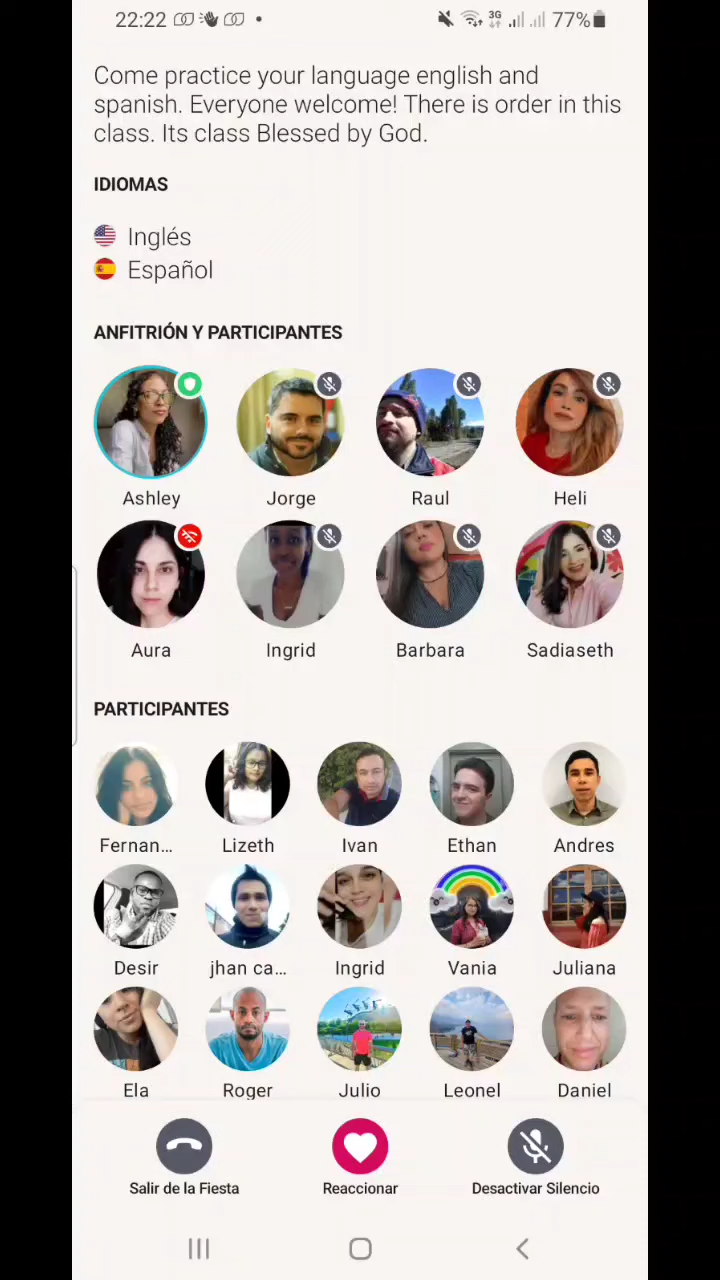 22:22 3G 77%
Come practice your language english and
spanish. Everyone welcome! There is order in this
class. Its class Blessed by God.
IDIOMAS
Inglés
Español
ANFITRIÓN Y PARTICIPANTES
Ashley Jorge Raul Heli
Aura Ingrid Barbara Sadiaseth
PARTICIPANTES
Fernan... Lizeth Ivan Ethan Andres
Desir jhan ca... Ingrid Vania Juliana
Ela Roger Julio Leonel Daniel
Salir de la Fiesta Reaccionar Desactivar Silencio